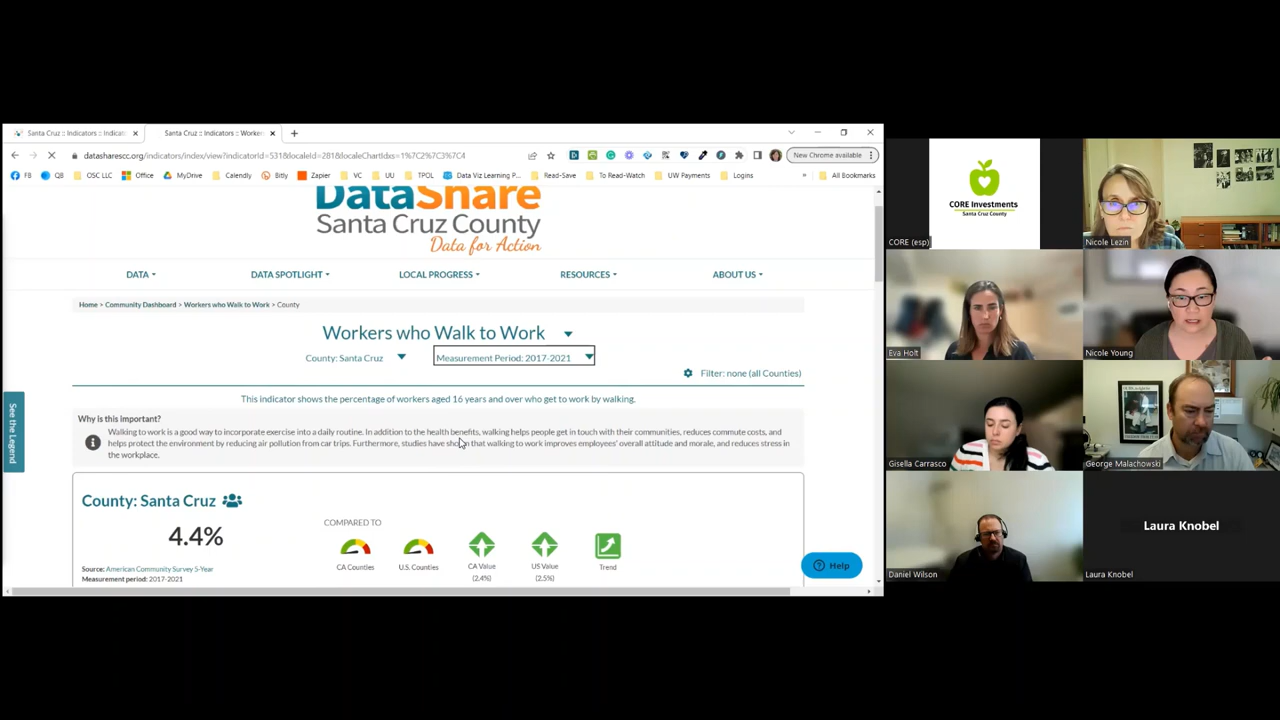 Santa Cruz :: Indicators :: Indicat
Santa Cruz :: Indicators :: Worker
datasharescc.org/indicators/index/view?indicatorId=531&localeId=281&localeChartIdxs=1%7C2%7C3%7C4
New Chrome available
FB
QB
OSC LLC
Office
MyDrive
Calendly
Bitly
Zapier
VC
UU
TPOL
Data Viz Learning P...
Read-Save
To Read-Watch
UW Payments
Logins
»
All Bookmarks
DataShare
Santa Cruz County
Data for Action
DATA
DATA SPOTLIGHT
LOCAL PROGRESS
RESOURCES
ABOUT US
Home > Community Dashboard > Workers who Walk to Work > County
Workers who Walk to Work
County: Santa Cruz
Measurement Period: 2017-2021
Filter: none (all Counties)
This indicator shows the percentage of workers aged 16 years and over who get to work by walking.
Why is this important?
Walking to work is a good way to incorporate exercise into a daily routine. In addition to the health benefits, walking helps people get in touch with their communities, reduces commute costs, and
helps protect the environment by reducing air pollution from car trips. Furthermore, studies have shown that walking to work improves employees' overall attitude and morale, and reduces stress in
the workplace.
See the Legend
County: Santa Cruz
4.4%
Source: American Community Survey 5-Year
Measurement period: 2017-2021
COMPARED TO
CA Counties
U.S. Counties
CA Value
(2.4%)
US Value
(2.5%)
Trend
Help
CORE Investments
Santa Cruz County
CORE (esp)
Nicole Lezin
Eva Holt
Nicole Young
Gisella Carrasco
George Malachowski
Daniel Wilson
Laura Knobel
Laura Knobel